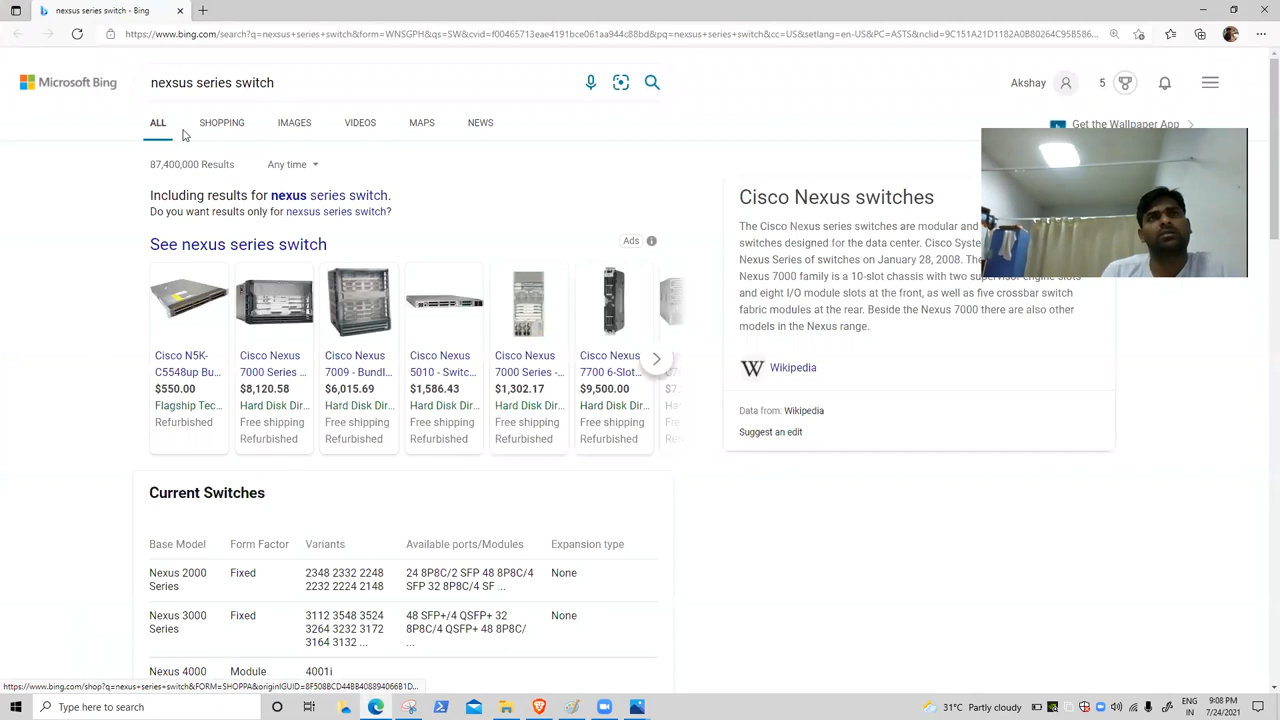 nexsus series switch - Bing
https://www.bing.com/search?q=nexsus+series+switch&form=WNSGPH&qs=SW&cvid=f00465713eae4191bce061aa944c88bd&pq=nexsus+series+switch&cc=US&setlang=en-US&PC=ASTS&nclid=9C151A21D1182A0B80264C95B586...
Microsoft Bing
nexsus series switch
Akshay
5
ALL
SHOPPING
IMAGES
VIDEOS
MAPS
NEWS
Get the Wallpaper App
87,400,000 Results
Any time
Including results for nexus series switch.
Do you want results only for nexsus series switch?
See nexus series switch
Ads
Cisco N5K-
C5548up Bu...
$550.00
Flagship Tec...
Refurbished
Cisco Nexus
7000 Series ...
$8,120.58
Hard Disk Dir...
Free shipping
Refurbished
Cisco Nexus
7009 - Bundl...
$6,015.69
Hard Disk Dir...
Free shipping
Refurbished
Cisco Nexus
5010 - Switc...
$1,586.43
Hard Disk Dir...
Free shipping
Refurbished
Cisco Nexus
7000 Series -...
$1,302.17
Hard Disk Dir...
Free shipping
Refurbished
Cisco Nexus
7700 6-Slot...
$9,500.00
Hard Disk Dir...
Free shipping
Refurbished
Cisco Nexus switches
The Cisco Nexus series switches are modular and
switches designed for the data center. Cisco Syste
Nexus Series of switches on January 28, 2008. The
Nexus 7000 family is a 10-slot chassis with two supervisor engine slots
and eight I/O module slots at the front, as well as five crossbar switch
fabric modules at the rear. Beside the Nexus 7000 there are also other
models in the Nexus range.
W Wikipedia
Data from: Wikipedia
Suggest an edit
Current Switches
Base Model Form Factor Variants Available ports/Modules Expansion type
Nexus 2000 Fixed 2348 2332 2248 24 8P8C/2 SFP 48 8P8C/4 None
Series 2232 2224 2148 SFP 32 8P8C/4 SF ...
Nexus 3000 Fixed 3112 3548 3524 48 SFP+/4 QSFP+ 32 None
Series 3264 3232 3172 8P8C/4 QSFP+ 48 8P8C/
3164 3132 ... ...
Nexus 4000 Module 4001i
https://www.bing.com/shop?q=nexus+series+switch&FORM=SHOPPA&originIGUID=8F508BCD44BB408894066B1D...
Type here to search
31°C Partly cloudy
ENG
IN
9:08 PM
7/24/2021